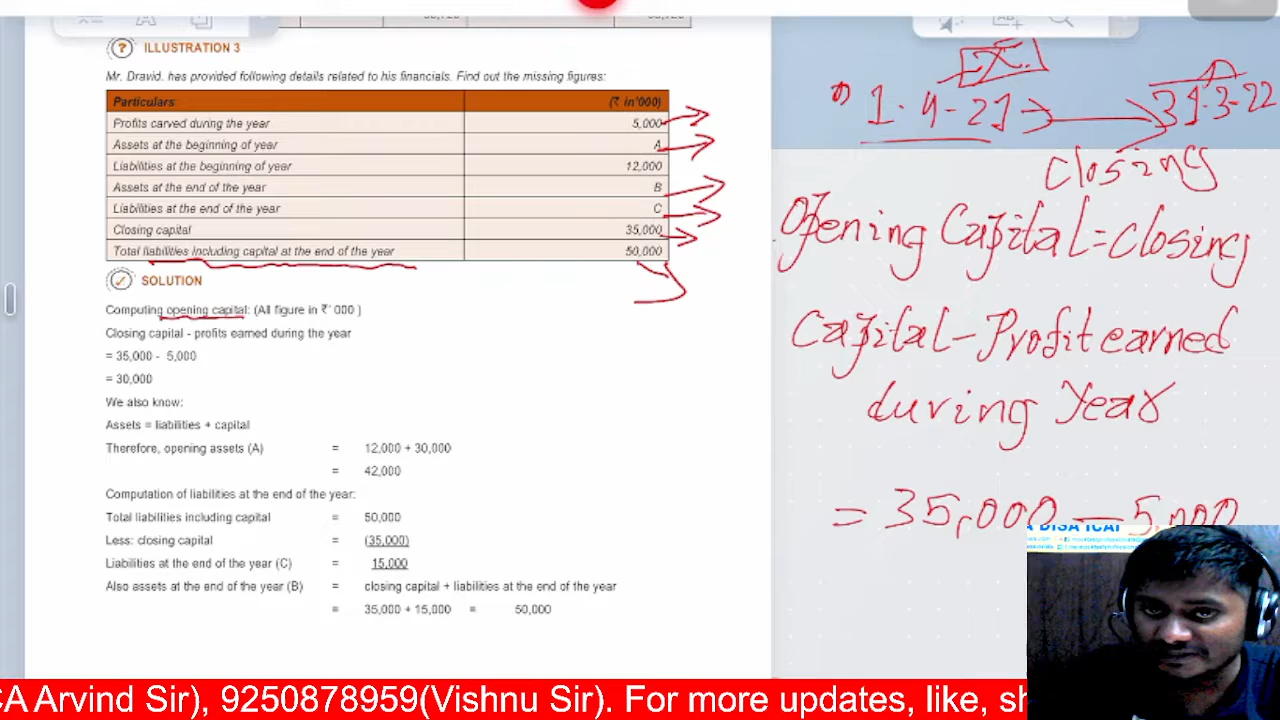 ILLUSTRATION 3
Mr. Dravid. has provided following details related to his financials. Find out the missing figures:
Particulars (₹ in'000)
Profits carved during the year 5,000
Assets at the beginning of year A
Liabilities at the beginning of year 12,000
Assets at the end of the year B
Liabilities at the end of the year C
Closing capital 35,000
Total liabilities including capital at the end of the year 50,000
SOLUTION
Computing opening capital: (All figure in ₹' 000 )
Closing capital - profits earned during the year
= 35,000 - 5,000
= 30,000
We also know:
Assets = liabilities + capital
Therefore, opening assets (A) = 12,000 + 30,000
= 42,000
Computation of liabilities at the end of the year:
Total liabilities including capital = 50,000
Less: closing capital = (35,000)
Liabilities at the end of the year (C) = 15,000
Also assets at the end of the year (B) = closing capital + liabilities at the end of the year
= 35,000 + 15,000 = 50,000
EX.
1·4-21 31·3-22
Closing
Opening Capital = Closing
Capital - Profit earned
during Year
= 35,000 - 5,000
DISA ICAI
CA Arvind Sir), 9250878959(Vishnu Sir). For more updates, like, sh